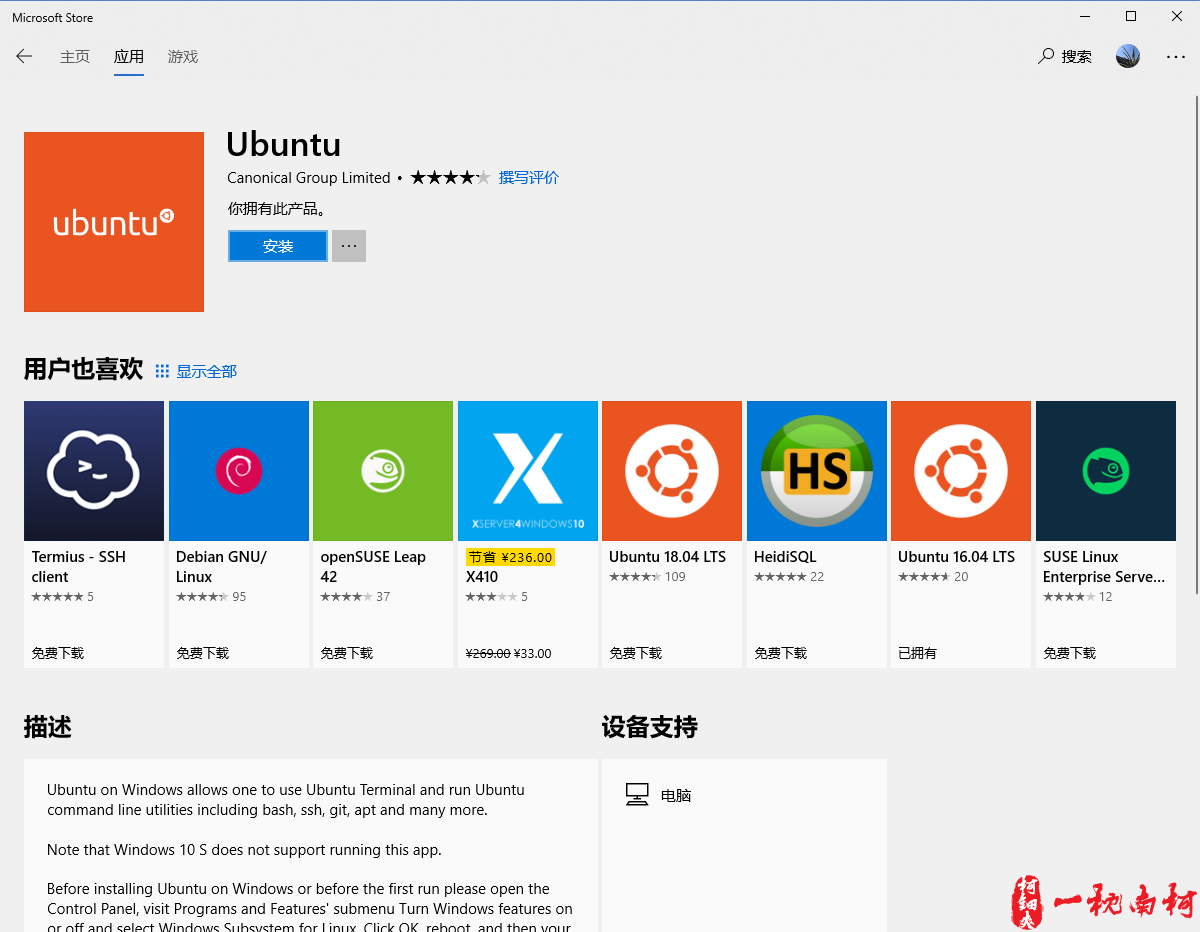 Microsoft Store
主页 应用 游戏 搜索 ···
ubuntu
Ubuntu
Canonical Group Limited • ★★★★★ 撰写评价
你拥有此产品。
安装 ···
用户也喜欢 显示全部
XSERVER4WINDOWS10
HS
Termius - SSH
client
★★★★★ 5
免费下载
Debian GNU/
Linux
★★★★★ 95
免费下载
openSUSE Leap
42
★★★★★ 37
免费下载
节省 ¥236.00
X410
★★★★★ 5
¥269.00 ¥33.00
Ubuntu 18.04 LTS
★★★★★ 109
免费下载
HeidiSQL
★★★★★ 22
免费下载
Ubuntu 16.04 LTS
★★★★★ 20
已拥有
SUSE Linux
Enterprise Serve...
★★★★★ 12
免费下载
描述
Ubuntu on Windows allows one to use Ubuntu Terminal and run Ubuntu
command line utilities including bash, ssh, git, apt and many more.
Note that Windows 10 S does not support running this app.
Before installing Ubuntu on Windows or before the first run please open the
Control Panel, visit Programs and Features' submenu Turn Windows features on
or off and select Windows Subsystem for Linux. Click OK, reboot, and then your
设备支持
电脑
一枕南柯